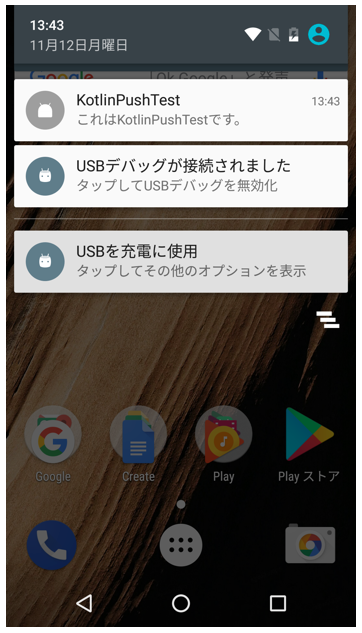 13:43
11月12日月曜日
Google
「Ok Google」と発声
KotlinPushTest 13:43
これはKotlinPushTestです。
USBデバッグが接続されました
タップしてUSBデバッグを無効化
USBを充電に使用
タップしてその他のオプションを表示
Google Create Play Play ストア